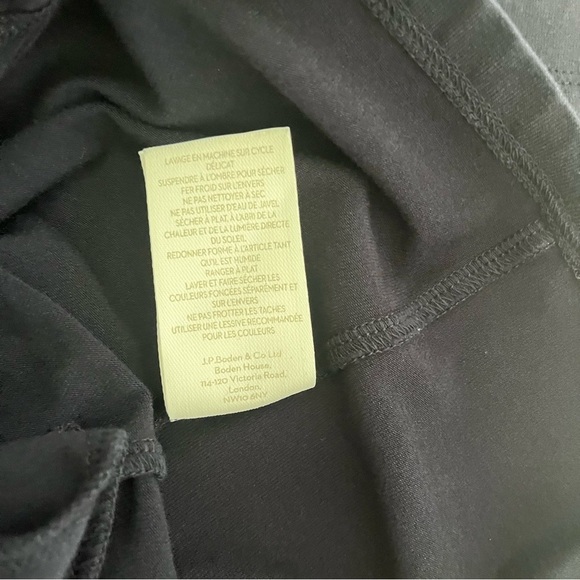 LAVAGE EN MACHINE SUR CYCLE
DÉLICAT
SUSPENDRE À L'OMBRE POUR SÉCHER
FER FROID SUR L'ENVERS
NE PAS NETTOYER À SEC
NE PAS UTILISER D'EAU DE JAVEL
SÉCHER À PLAT, À L'ABRI DE LA
CHALEUR ET DE LA LUMIÈRE DIRECTE
DU SOLEIL
REDONNER FORME À L'ARTICLE TANT
QU'IL EST HUMIDE
RANGER À PLAT
LAVER ET FAIRE SÉCHER LES
COULEURS FONCÉES SÉPARÉMENT ET
SUR L'ENVERS
NE PAS FROTTER LES TACHES
UTILISER UNE LESSIVE RECOMMANDÉE
POUR LES COULEURS
J.P.Boden & Co Ltd
Boden House,
114-120 Victoria Road,
London,
NW10 6NY